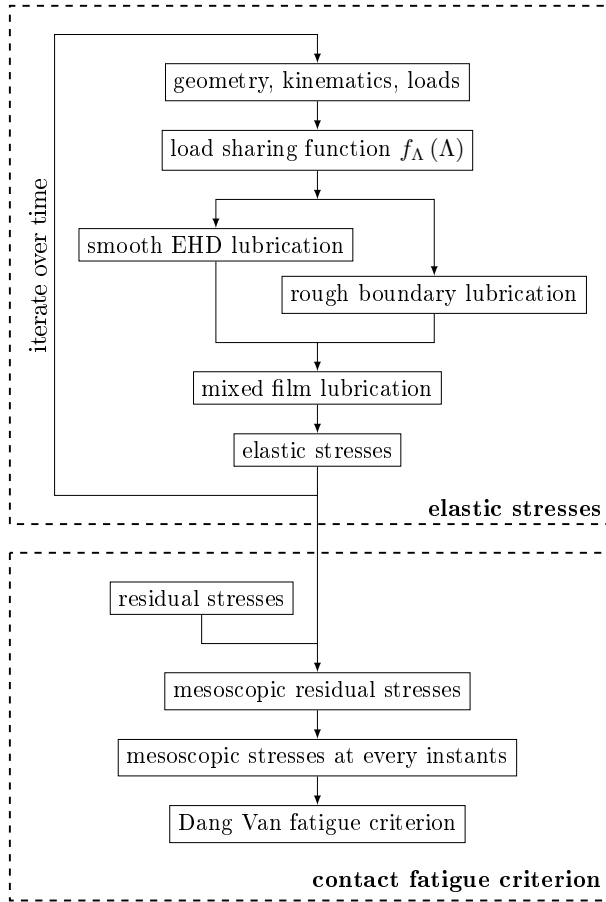 geometry, kinematics, loads
load sharing function f_Λ (Λ)
iterate over time
smooth EHD lubrication
rough boundary lubrication
mixed film lubrication
elastic stresses
elastic stresses
residual stresses
mesoscopic residual stresses
mesoscopic stresses at every instants
Dang Van fatigue criterion
contact fatigue criterion